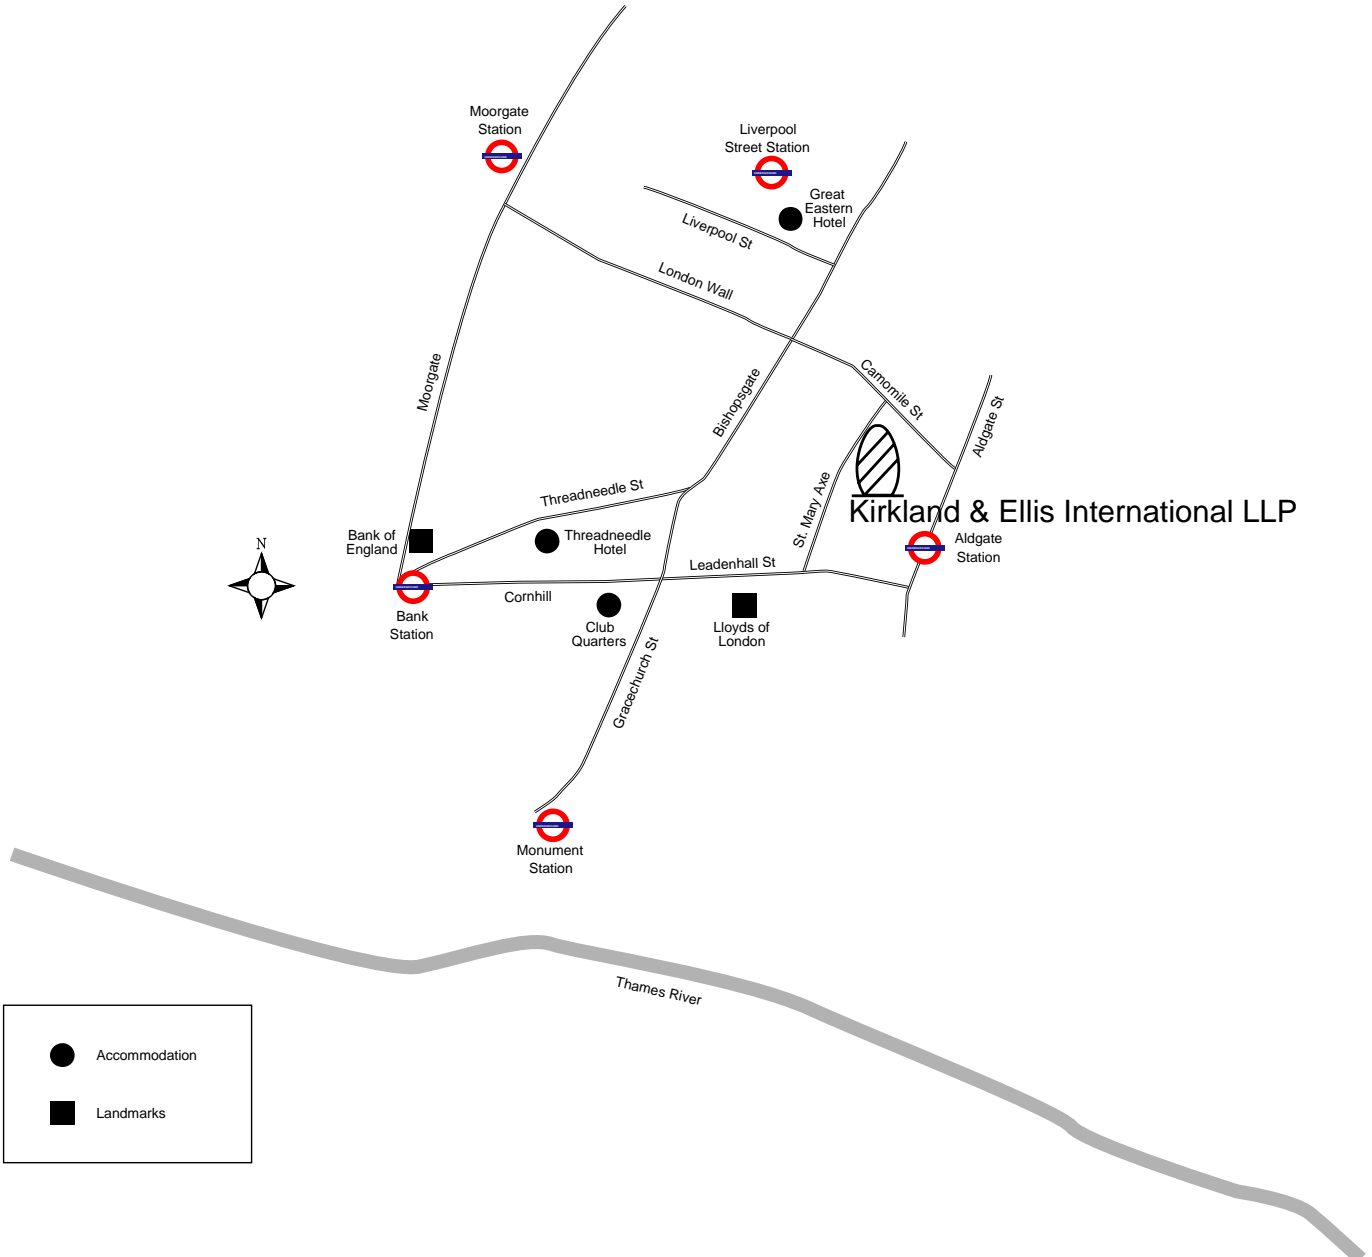 Moorgate
Station
Liverpool
Street Station
Great
Eastern
Hotel
Liverpool St
London Wall
Moorgate
Bishopsgate
Camomile St
Aldgate St
Threadneedle St
St. Mary Axe
Kirkland & Ellis International LLP
Bank of
England
Threadneedle
Hotel
Aldgate
Station
N
Leadenhall St
Cornhill
Bank
Station
Club
Quarters
Lloyds of
London
Gracechurch St
Monument
Station
Thames River
Accommodation
Landmarks